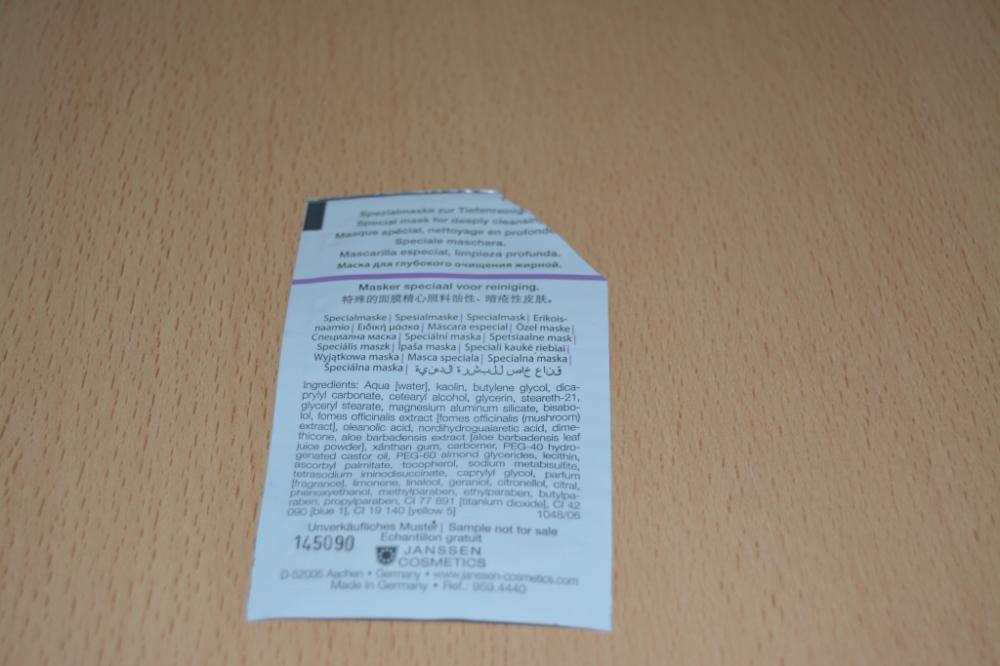 Spezialmaske zur Tiefenreinig
Special mask for deeply cleansin
Masque spécial, nettoyage en profonde
Speciale maschera.
Mascarilla especial, limpieza profunda.
Маска для глубокого очищения жирной.
Masker speciaal voor reiniging.
特殊的面膜精心照料油性、暗疮性皮肤。
Specialmaske | Spesialmaske | Specialmask | Erikois-
naamio | Ειδική μάσκα | Máscara especial | Özel maske |
Специална маска | Speciální maska | Spetsiaalne mask |
Speciális maszk | Īpaša maska | Speciali kaukė riebiai |
Wyjątkowa maska | Masca speciala | Specialna maska |
Špeciálna maska | قناع خاص للبشرة الدهنية
Ingredients: Aqua [water], kaolin, butylene glycol, dica-
prylyl carbonate, cetearyl alcohol, glycerin, steareth-21,
glyceryl stearate, magnesium aluminum silicate, bisabo-
lol, fomes officinalis extract [fomes officinalis (mushroom)
extract], oleanolic acid, nordihydroguaiaretic acid, dime-
thicone, aloe barbadensis extract [aloe barbadensis leaf
juice powder], xanthan gum, carbomer, PEG-40 hydro-
genated castor oil, PEG-60 almond glycerides, lecithin,
ascorbyl palmitate, tocopherol, sodium metabisulfite,
tetrasodium iminodisuccinate, caprylyl glycol, parfum
[fragrance], limonene, linalool, geraniol, citronellol, citral,
phenoxyethanol, methylparaben, ethylparaben, butylpa-
raben, propylparaben, CI 77 891 [titanium dioxide], CI 42
090 [blue 1], CI 19 140 [yellow 5] 1048/06
Unverkäufliches Muster | Sample not for sale
Echantillon gratuit
145090
JANSSEN
COSMETICS
D-52005 Aachen • Germany • www.janssen-cosmetics.com
Made in Germany • Ref.: 959.4440